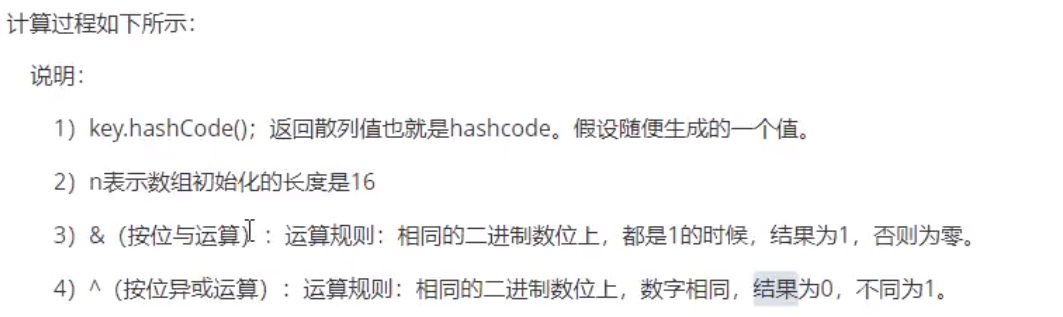 计算过程如下所示：
说明：
1）key.hashCode()；返回散列值也就是hashcode。假设随便生成的一个值。
2）n表示数组初始化的长度是16
3）&（按位与运算）：运算规则：相同的二进制数位上，都是1的时候，结果为1，否则为零。
4）^（按位异或运算）：运算规则：相同的二进制数位上，数字相同，结果为0，不同为1。